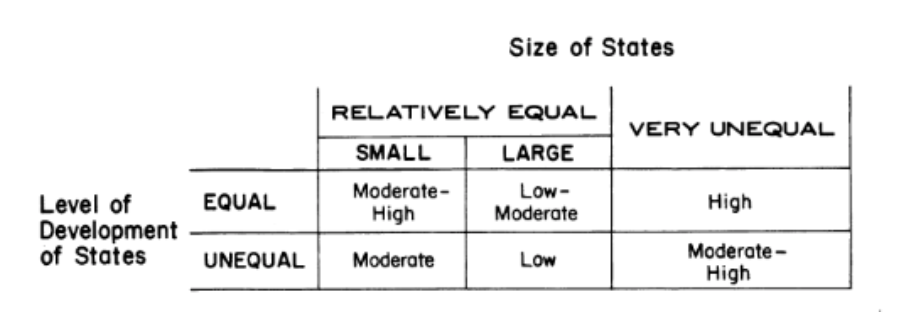 Size of States
RELATIVELY EQUAL
VERY UNEQUAL
SMALL
LARGE
Level of
Development
of States
EQUAL
Moderate-
High
Low-
Moderate
High
UNEQUAL
Moderate
Low
Moderate-
High